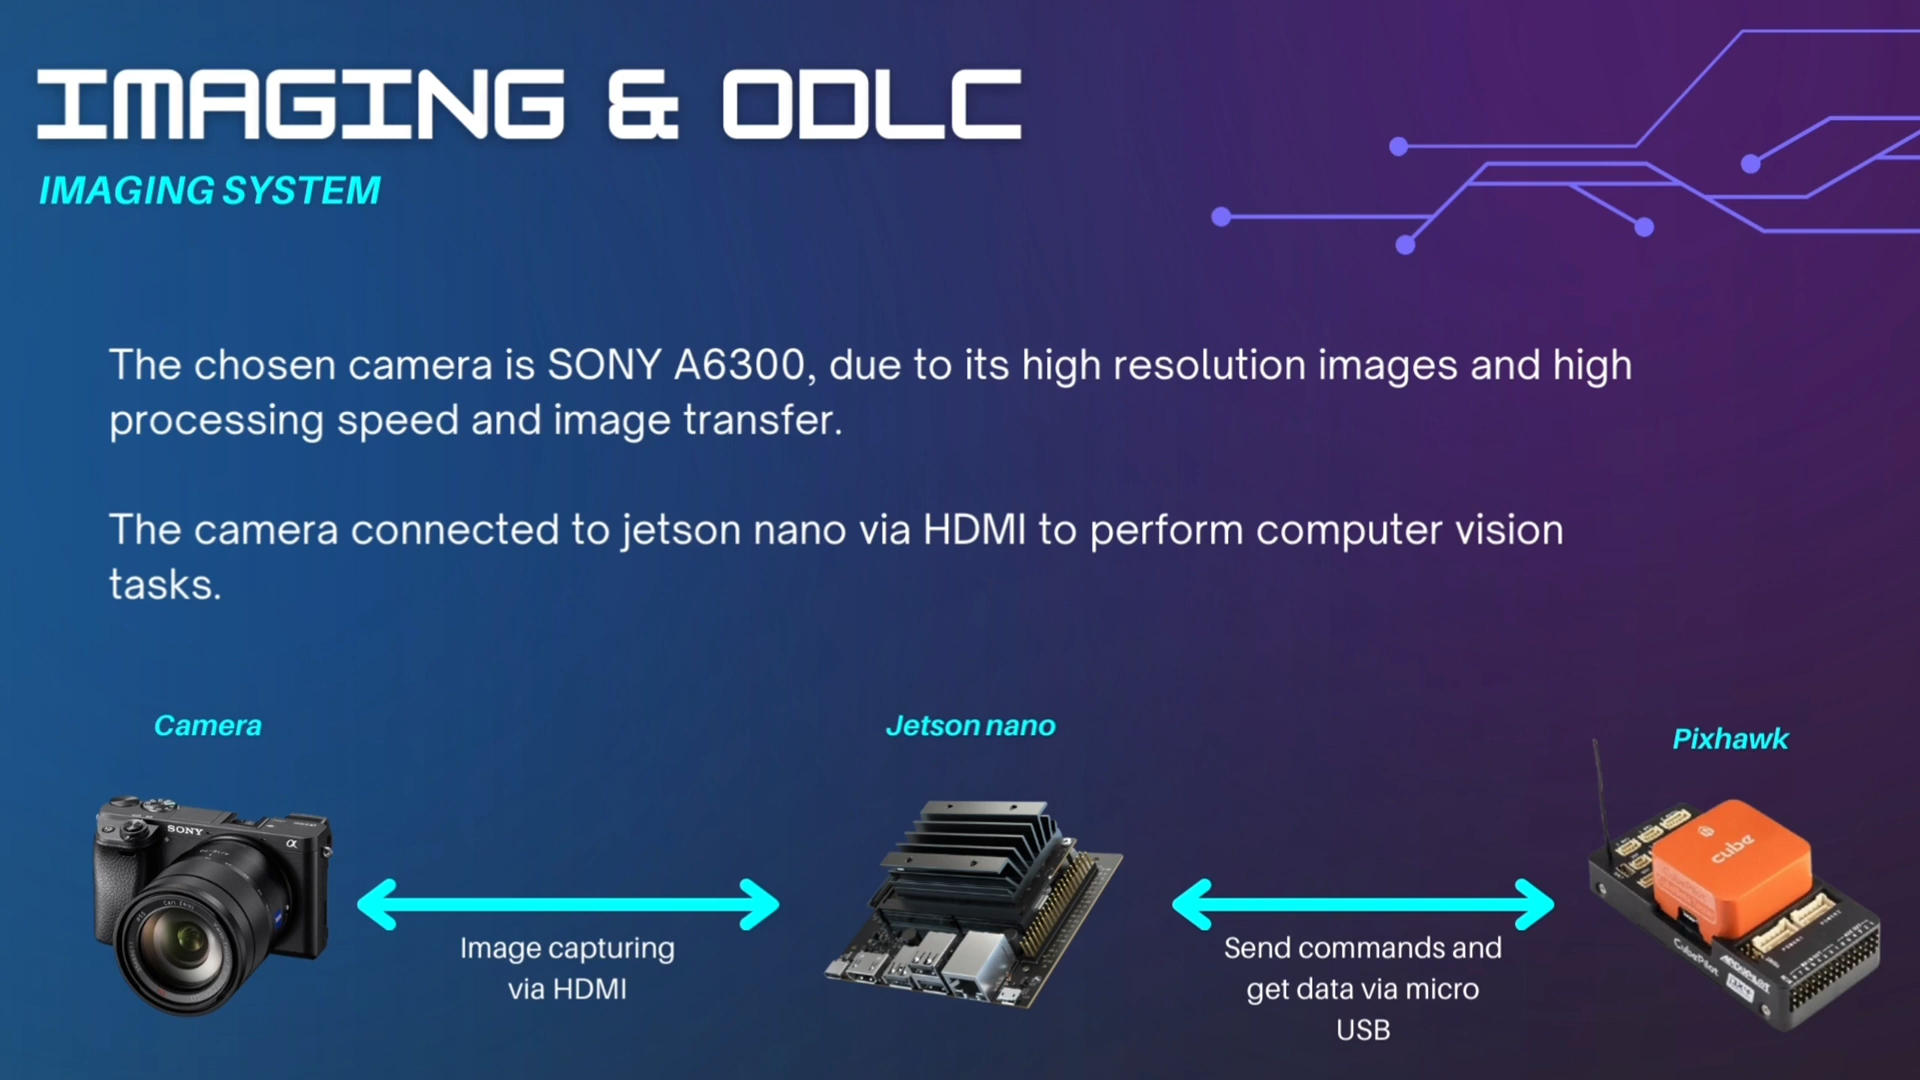 IMAGING & ODLC
IMAGING SYSTEM
The chosen camera is SONY A6300, due to its high resolution images and high
processing speed and image transfer.
The camera connected to jetson nano via HDMI to perform computer vision
tasks.
Camera
Jetson nano
Pixhawk
SONY
α
cube
CubePilot
Image capturing
via HDMI
Send commands and
get data via micro
USB